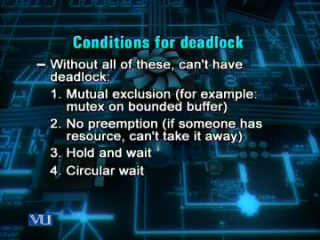 Conditions for deadlock
– Without all of these, can't have
deadlock:
1. Mutual exclusion (for example:
mutex on bounded buffer)
2. No preemption (if someone has
resource, can't take it away)
3. Hold and wait
4. Circular wait
VU